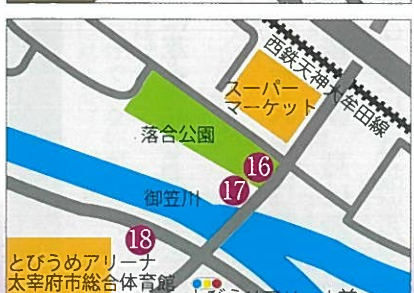 西鉄天神大牟田線
スーパー
マーケット
落合公園
16
17
御笠川
18
とびうめアリーナ
太宰府市総合体育館